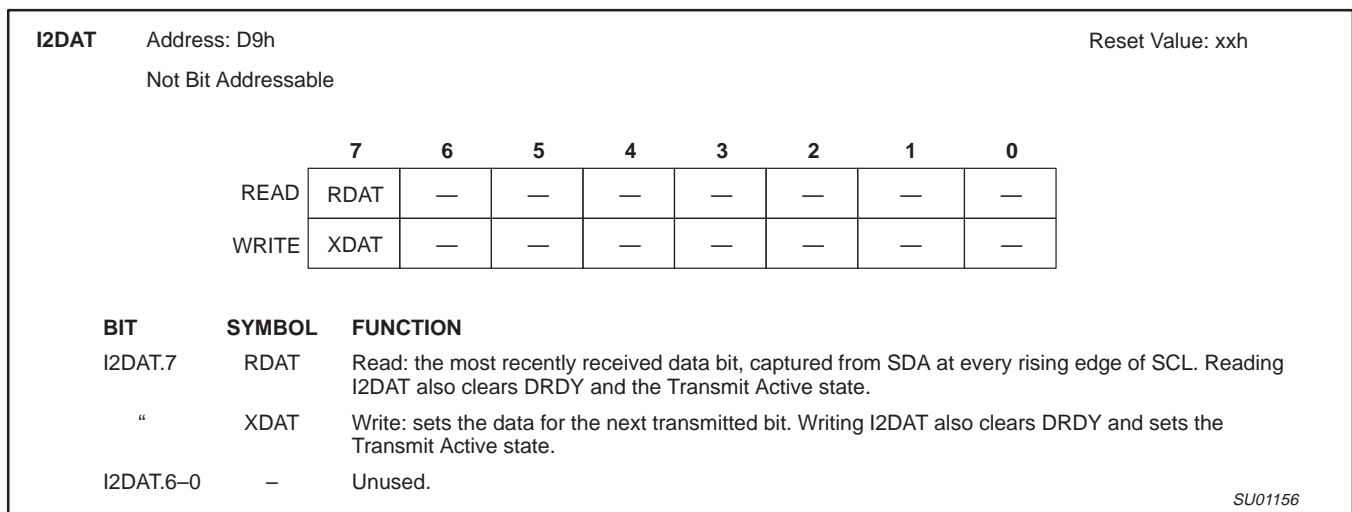 I2DAT Address: D9h Reset Value: xxh
Not Bit Addressable
7 6 5 4 3 2 1 0
READ RDAT — — — — — — —
WRITE XDAT — — — — — — —
BIT SYMBOL FUNCTION
I2DAT.7 RDAT Read: the most recently received data bit, captured from SDA at every rising edge of SCL. Reading
I2DAT also clears DRDY and the Transmit Active state.
“ XDAT Write: sets the data for the next transmitted bit. Writing I2DAT also clears DRDY and sets the
Transmit Active state.
I2DAT.6–0 – Unused.
SU01156